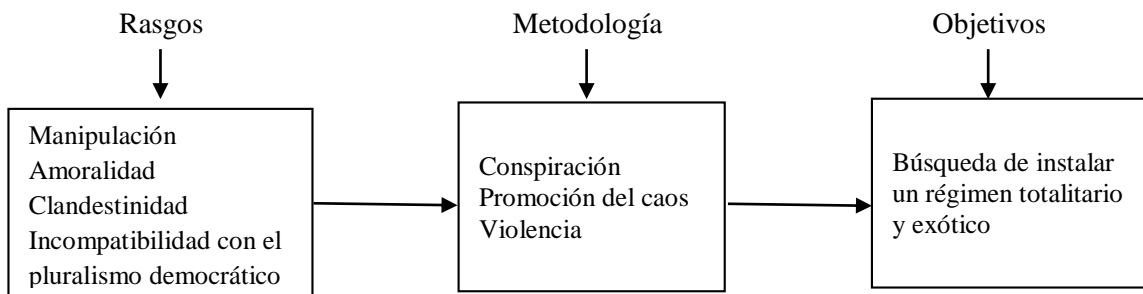 Rasgos
Metodología
Objetivos
Manipulación
Amoralidad
Clandestinidad
Incompatibilidad con el
pluralismo democrático
Conspiración
Promoción del caos
Violencia
Búsqueda de instalar
un régimen totalitario
y exótico